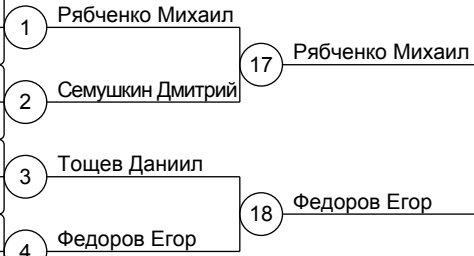 1 Рябченко Михаил
17 Рябченко Михаил
2 Семушкин Дмитрий
3 Тощев Даниил
18 Федоров Егор
4 Федоров Егор